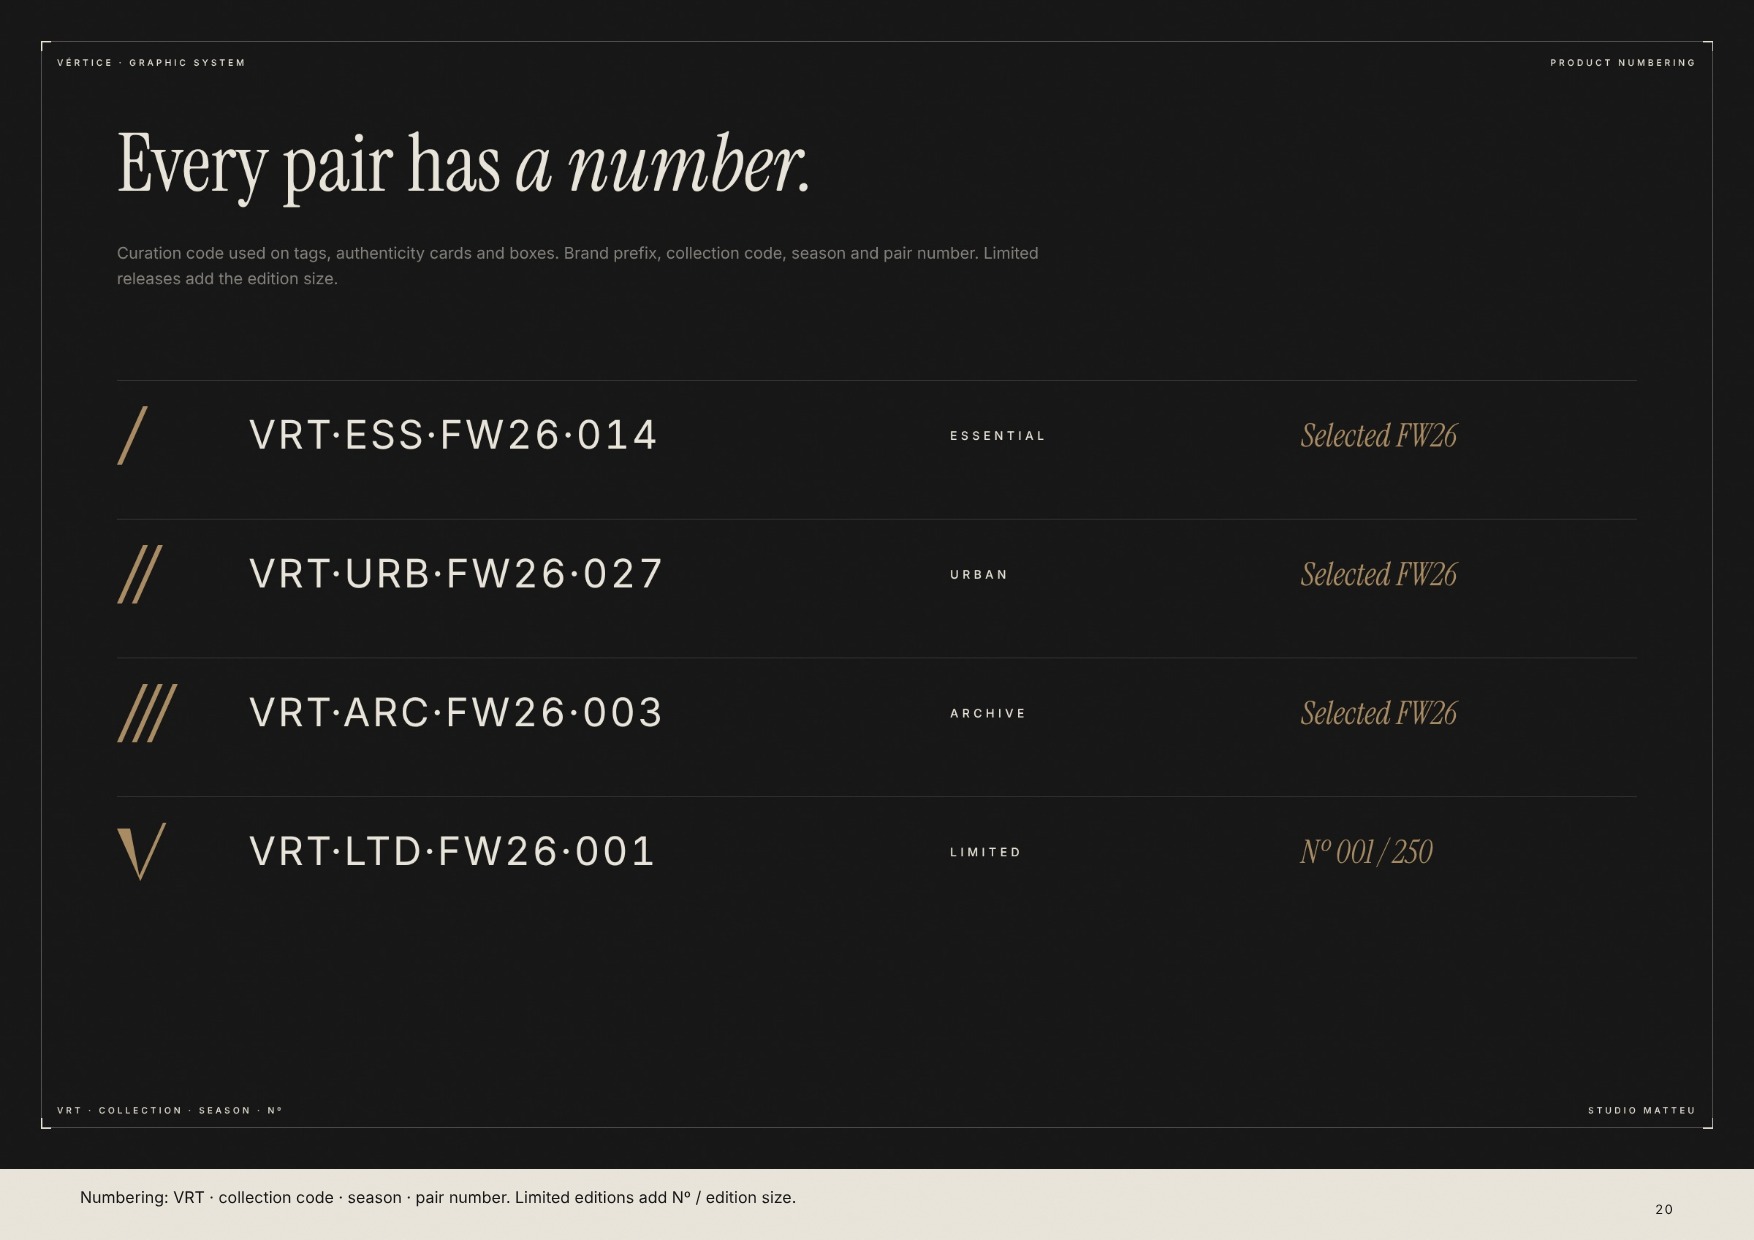 VÉRTICE · GRAPHIC SYSTEM
PRODUCT NUMBERING
Every pair has a number.
Curation code used on tags, authenticity cards and boxes. Brand prefix, collection code, season and pair number. Limited
releases add the edition size.
VRT·ESS·FW26·014
ESSENTIAL
Selected FW26
VRT·URB·FW26·027
URBAN
Selected FW26
VRT·ARC·FW26·003
ARCHIVE
Selected FW26
VRT·LTD·FW26·001
LIMITED
Nº 001 / 250
VRT · COLLECTION · SEASON · Nº
STUDIO MATTEU
Numbering: VRT · collection code · season · pair number. Limited editions add Nº / edition size.
20